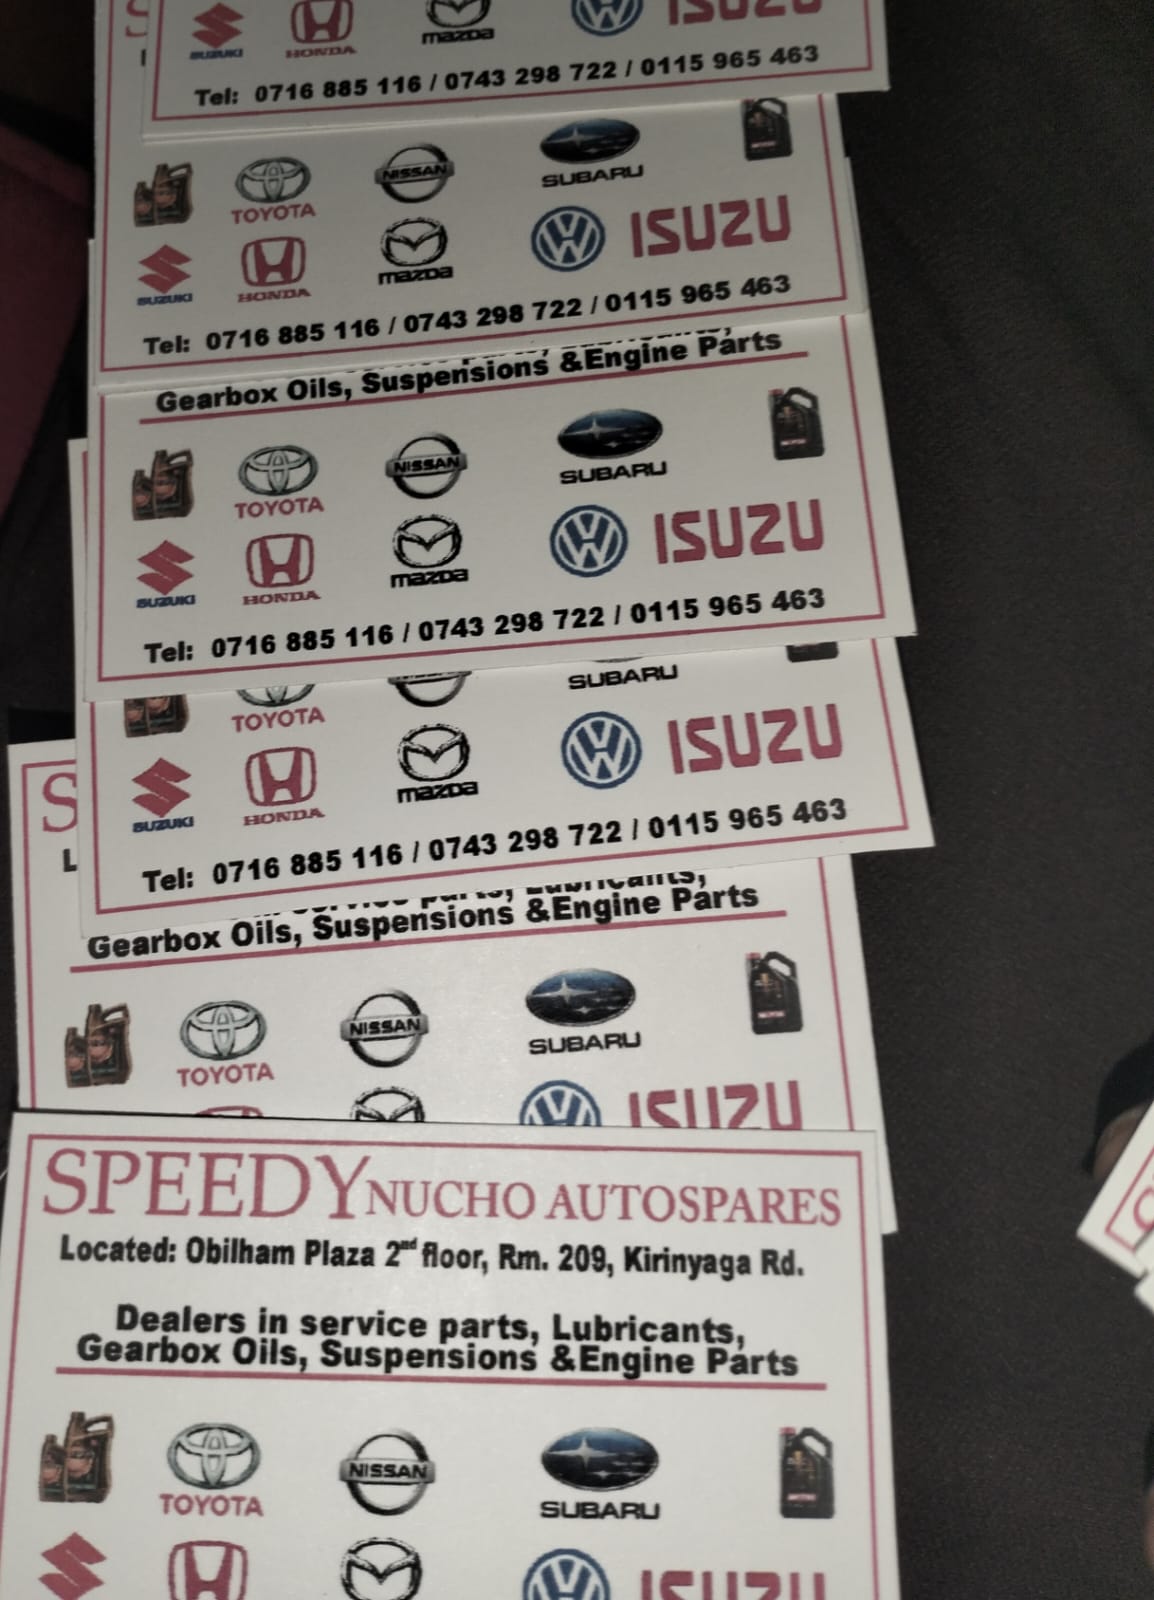 SUZUKI HONDA mazda ISUZU
Tel: 0716 885 116 / 0743 298 722 / 0115 965 463
TOYOTA NISSAN SUBARU
SUZUKI HONDA mazda ISUZU
Tel: 0716 885 116 / 0743 298 722 / 0115 965 463
Gearbox Oils, Suspensions &Engine Parts
TOYOTA NISSAN SUBARU
SUZUKI HONDA mazda ISUZU
Tel: 0716 885 116 / 0743 298 722 / 0115 965 463
TOYOTA SUBARU
SUZUKI HONDA mazda ISUZU
Tel: 0716 885 116 / 0743 298 722 / 0115 965 463
service parts, Lubricants,
Gearbox Oils, Suspensions &Engine Parts
TOYOTA NISSAN SUBARU
ISUZU
SPEEDY NUCHO AUTOSPARES
Located: Obilham Plaza 2nd floor, Rm. 209, Kirinyaga Rd.
Dealers in service parts, Lubricants,
Gearbox Oils, Suspensions &Engine Parts
TOYOTA NISSAN SUBARU
ISUZU